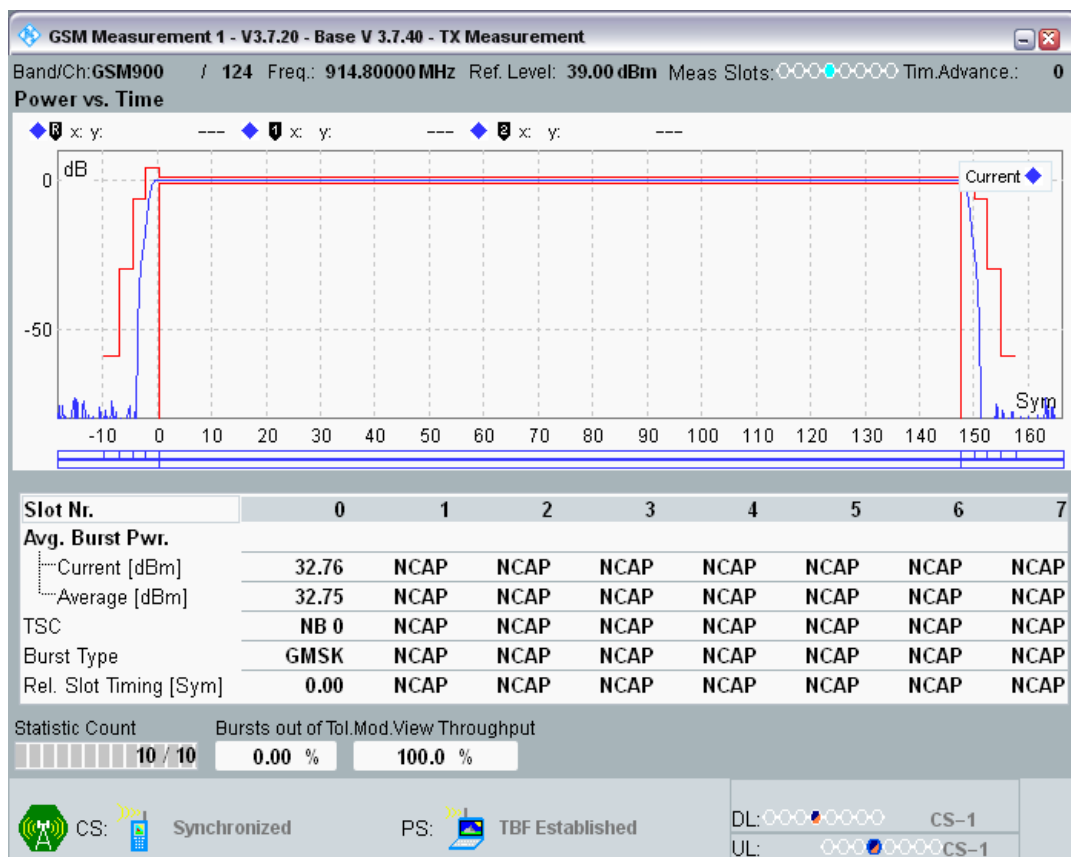 GSM Measurement 1 - V3.7.20 - Base V 3.7.40 - TX Measurement
Band/Ch:GSM900 / 124 Freq.: 914.80000 MHz Ref. Level: 39.00 dBm Meas Slots: Tim.Advance.: 0
Power vs. Time
R x: y: --- 1 x: y: --- 2 x: y: ---
dB
Current
0
-50
Sym
-10 0 10 20 30 40 50 60 70 80 90 100 110 120 130 140 150 160
Slot Nr. 0 1 2 3 4 5 6 7
Avg. Burst Pwr.
Current [dBm] 32.76 NCAP NCAP NCAP NCAP NCAP NCAP NCAP
Average [dBm] 32.75 NCAP NCAP NCAP NCAP NCAP NCAP NCAP
TSC NB 0 NCAP NCAP NCAP NCAP NCAP NCAP NCAP
Burst Type GMSK NCAP NCAP NCAP NCAP NCAP NCAP NCAP
Rel. Slot Timing [Sym] 0.00 NCAP NCAP NCAP NCAP NCAP NCAP NCAP
Statistic Count Bursts out of Tol. Mod.View Throughput
10 / 10 0.00 % 100.0 %
CS: Synchronized PS: TBF Established
DL: CS-1
UL: CS-1